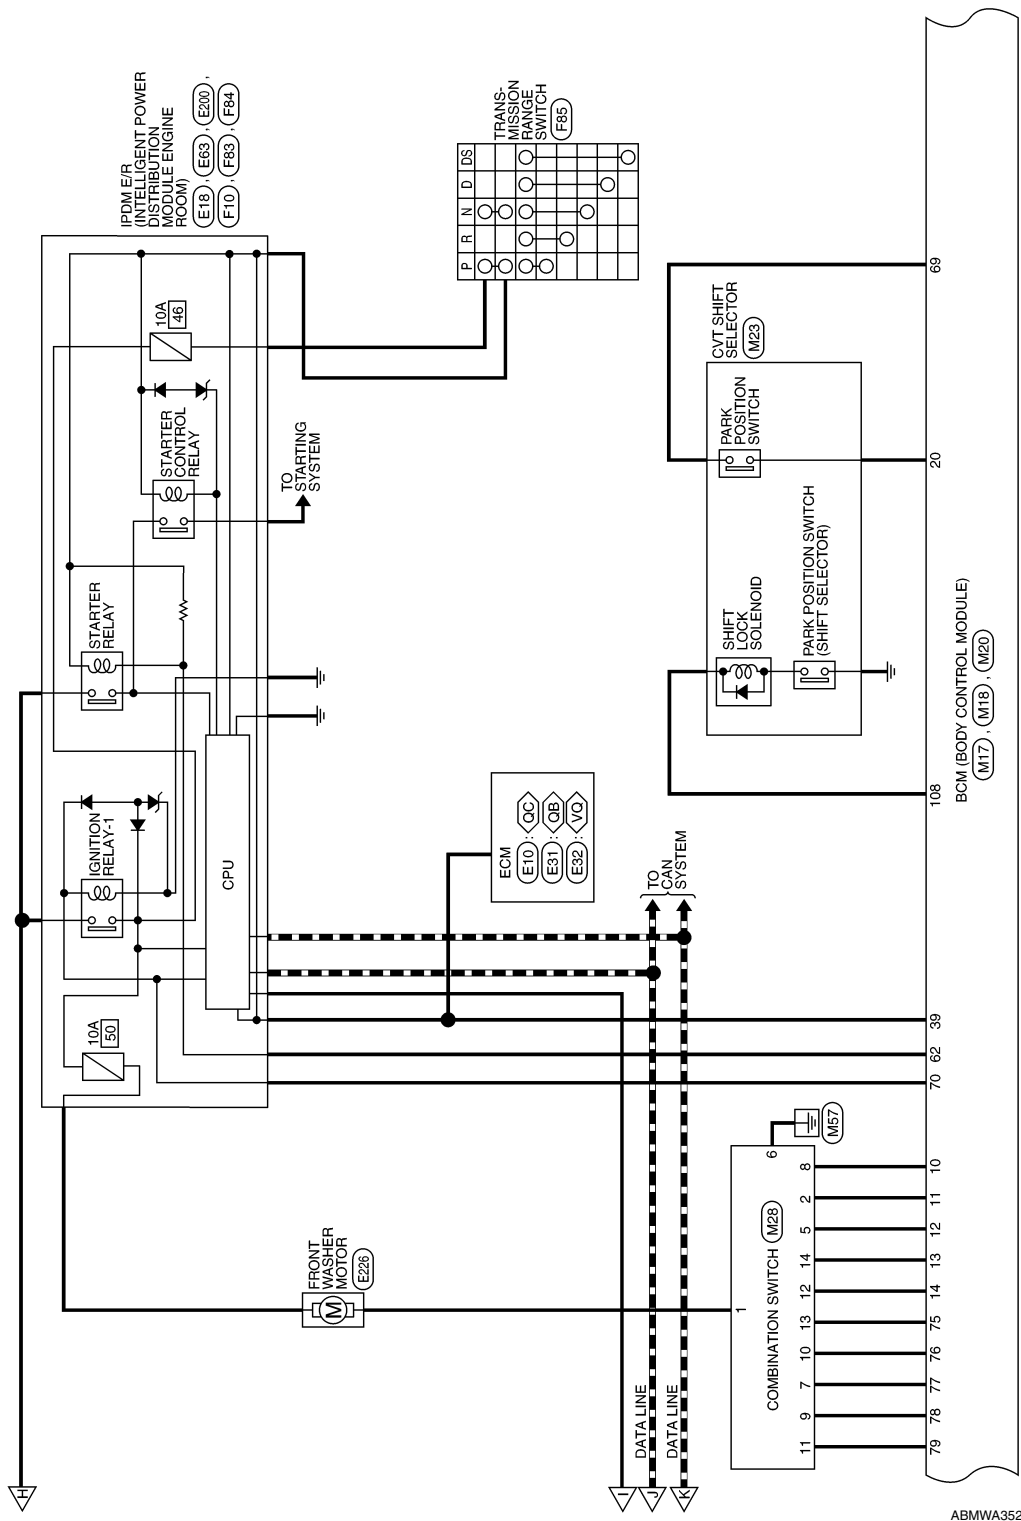 IPDM E/R
(INTELLIGENT POWER
DISTRIBUTION
MODULE ENGINE
ROOM)
E18 , E63 , E200 ,
F10 , F83 , F84
STARTER
RELAY
STARTER
CONTROL
RELAY
10A
46
IGNITION
RELAY-1
10A
50
CPU
TO
STARTING
SYSTEM
TRANS-
MISSION
RANGE
SWITCH
F85
P R N D DS
ECM
E10 : QC
E31 : QB
E32 : VQ
TO
CAN
SYSTEM
FRONT
WASHER
MOTOR
E226
M
H
I
J
K
DATA LINE
DATA LINE
CVT SHIFT
SELECTOR
M23
PARK
POSITION
SWITCH
SHIFT
LOCK
SOLENOID
PARK POSITION SWITCH
(SHIFT SELECTOR)
COMBINATION SWITCH M28
M57
1
6
11 9 7 10 13 12 14 5 2 8
79 78 77 76 75 14 13 12 11 10 70 62 39 108 20 69
BCM (BODY CONTROL MODULE)
M17 , M18 , M20
ABMWA352